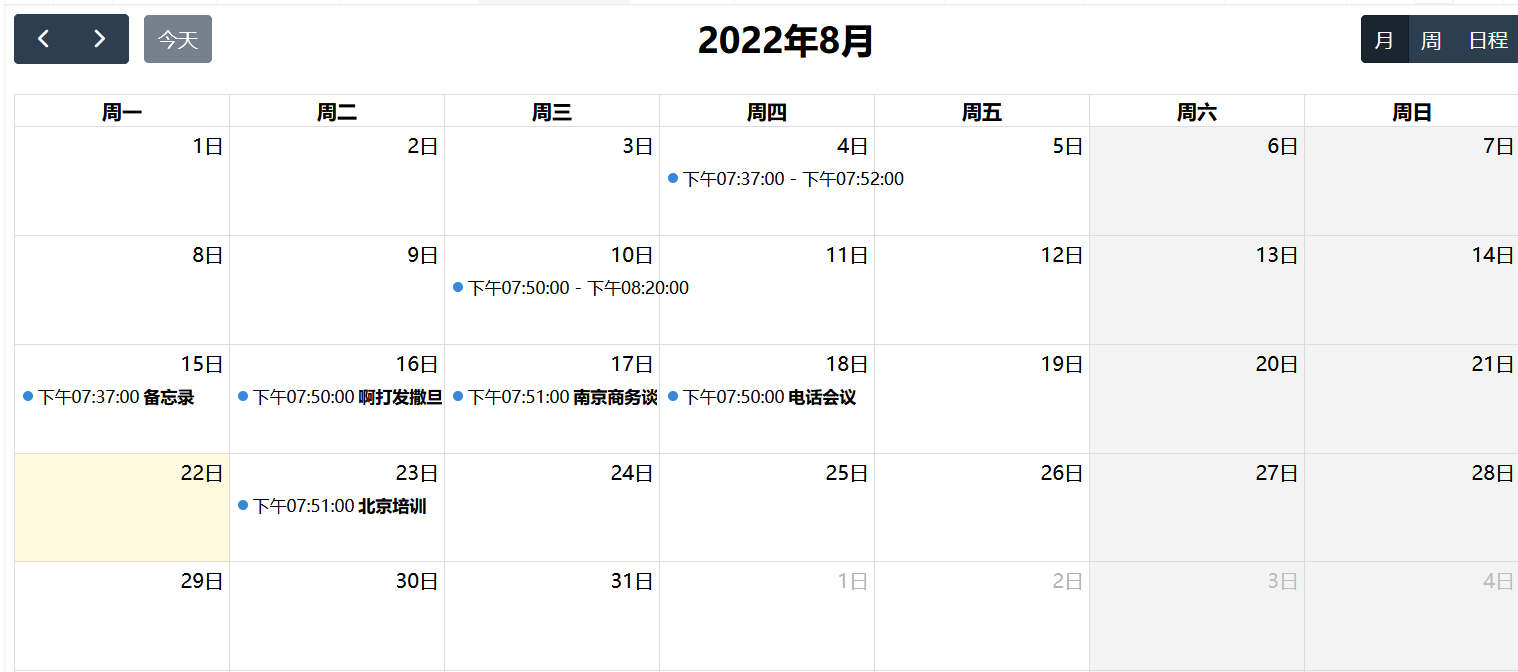 今天
2022年8月
月 周 日程
周一 周二 周三 周四 周五 周六 周日
1日 2日 3日 4日 5日 6日 7日
下午07:37:00 - 下午07:52:00
8日 9日 10日 11日 12日 13日 14日
下午07:50:00 - 下午08:20:00
15日 16日 17日 18日 19日 20日 21日
下午07:37:00 备忘录 下午07:50:00 啊打发撒旦 下午07:51:00 南京商务谈 下午07:50:00 电话会议
22日 23日 24日 25日 26日 27日 28日
下午07:51:00 北京培训
29日 30日 31日 1日 2日 3日 4日